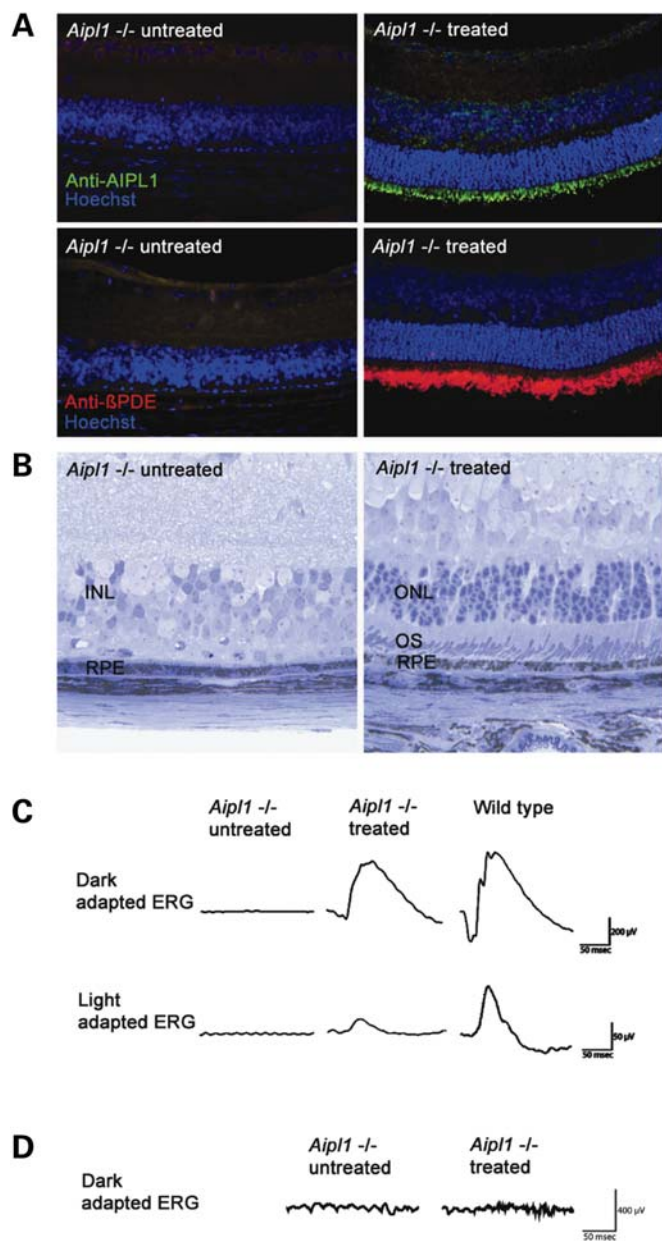 A
Aipl1 -/- untreated
Aipl1 -/- treated
Anti-AIPL1
Hoechst
Aipl1 -/- untreated
Aipl1 -/- treated
Anti-ßPDE
Hoechst
B
Aipl1 -/- untreated
Aipl1 -/- treated
INL
RPE
ONL
OS
RPE
C
Aipl1 -/-
untreated
Aipl1 -/-
treated
Wild type
Dark
adapted ERG
200 µV
50 msec
Light
adapted ERG
50 µV
50 msec
D
Aipl1 -/-
untreated
Aipl1 -/-
treated
Dark
adapted ERG
400 µV
50 msec